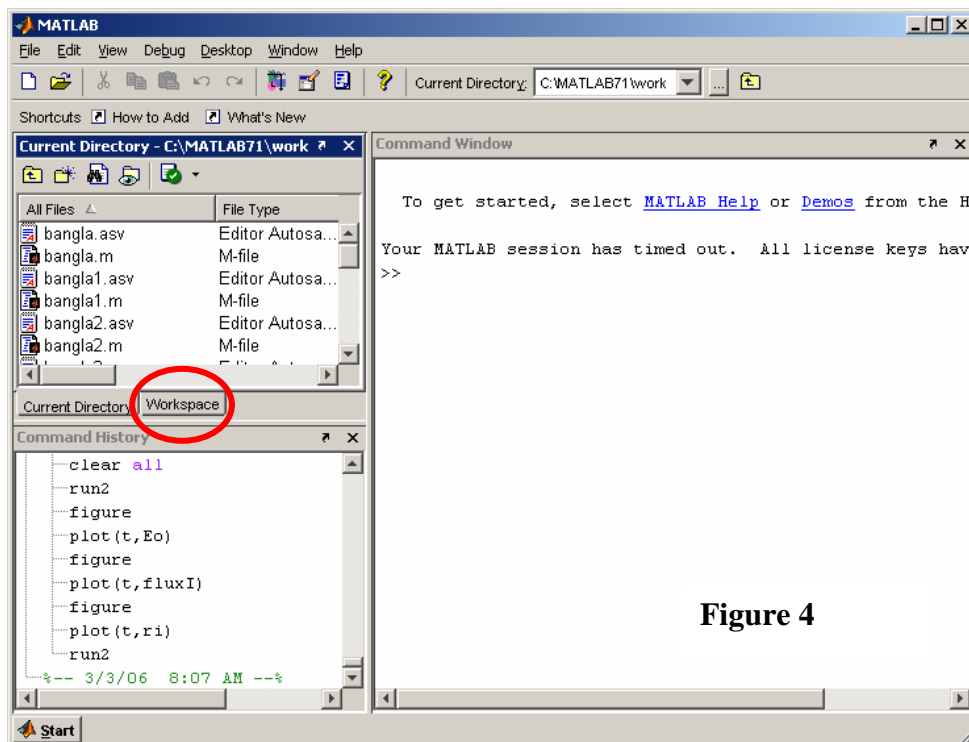 MATLAB
File Edit View Debug Desktop Window Help
Current Directory: C:\MATLAB71\work ...
Shortcuts How to Add What's New
Current Directory - C:\MATLAB71\work
All Files File Type
bangla.asv Editor Autosa...
bangla.m M-file
bangla1.asv Editor Autosa...
bangla1.m M-file
bangla2.asv Editor Autosa...
bangla2.m M-file
Current Directory Workspace
Command History
clear all
run2
figure
plot(t,Eo)
figure
plot(t,fluxI)
figure
plot(t,ri)
run2
%-- 3/3/06 8:07 AM --%
Command Window
To get started, select MATLAB Help or Demos from the H
Your MATLAB session has timed out. All license keys hav
>>
Figure 4
Start